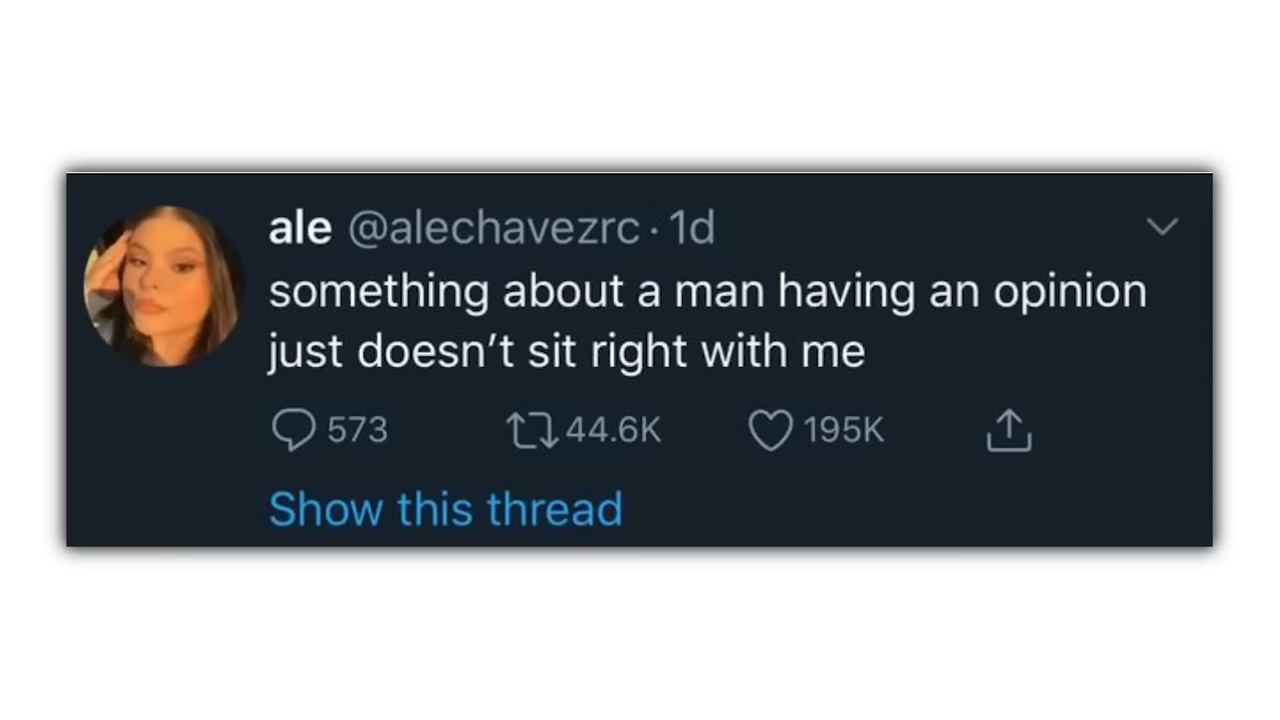 ale @alechavezrc · 1d
something about a man having an opinion
just doesn’t sit right with me
573 44.6K 195K
Show this thread